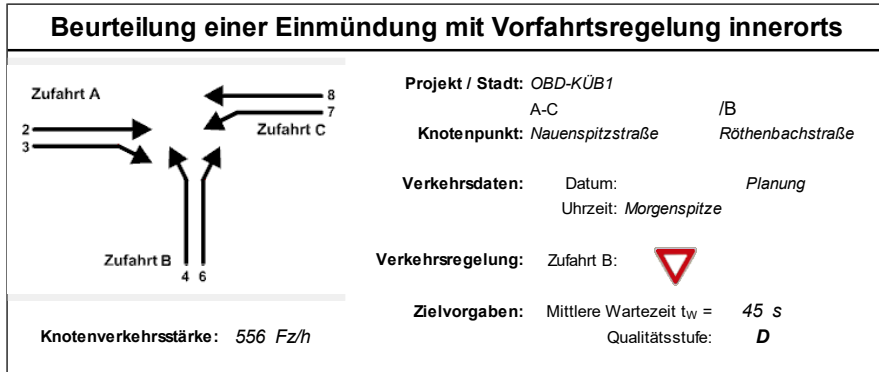 Beurteilung einer Einmündung mit Vorfahrtsregelung innerorts
Zufahrt A
8
7
Zufahrt C
2
3
Zufahrt B
4 6
Knotenverkehrsstärke: 556 Fz/h
Projekt / Stadt: OBD-KÜB1
A-C /B
Knotenpunkt: Nauenspitzstraße Röthenbachstraße
Verkehrsdaten: Datum: Planung
Uhrzeit: Morgenspitze
Verkehrsregelung: Zufahrt B:
Zielvorgaben: Mittlere Wartezeit tW = 45 s
Qualitätsstufe: D